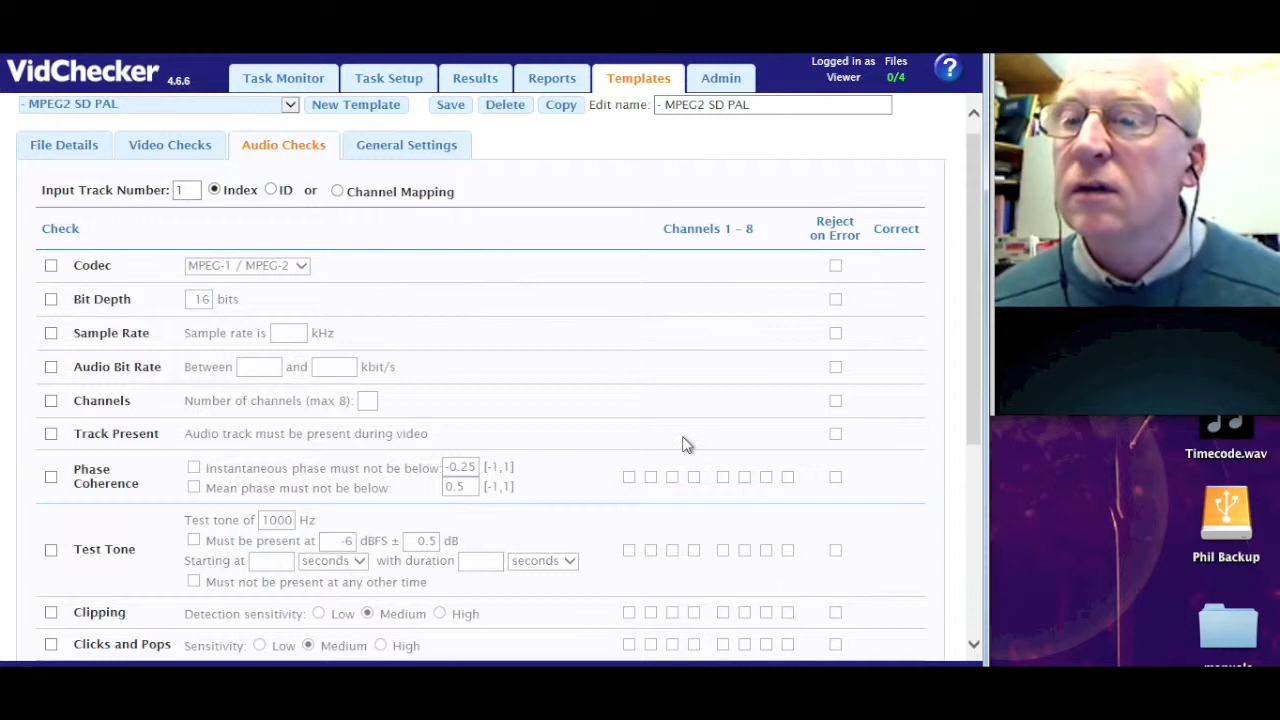 VidChecker 4.6.6
Task Monitor Task Setup Results Reports Templates Admin
Logged in as Viewer
Files 0/4
?
- MPEG2 SD PAL New Template Save Delete Copy Edit name: - MPEG2 SD PAL
File Details Video Checks Audio Checks General Settings
Input Track Number: 1 Index ID or Channel Mapping
Check Channels 1 - 8 Reject on Error Correct
Codec MPEG-1 / MPEG-2
Bit Depth 16 bits
Sample Rate Sample rate is kHz
Audio Bit Rate Between and kbit/s
Channels Number of channels (max 8):
Track Present Audio track must be present during video
Phase Coherence
Instantaneous phase must not be below: -0.25 [-1,1]
Mean phase must not be below: 0.5 [-1,1]
Test Tone
Test tone of 1000 Hz
Must be present at -6 dBFS ± 0.5 dB
Starting at seconds with duration seconds
Must not be present at any other time
Clipping Detection sensitivity: Low Medium High
Clicks and Pops Sensitivity: Low Medium High
Timecode.wav
Phil Backup